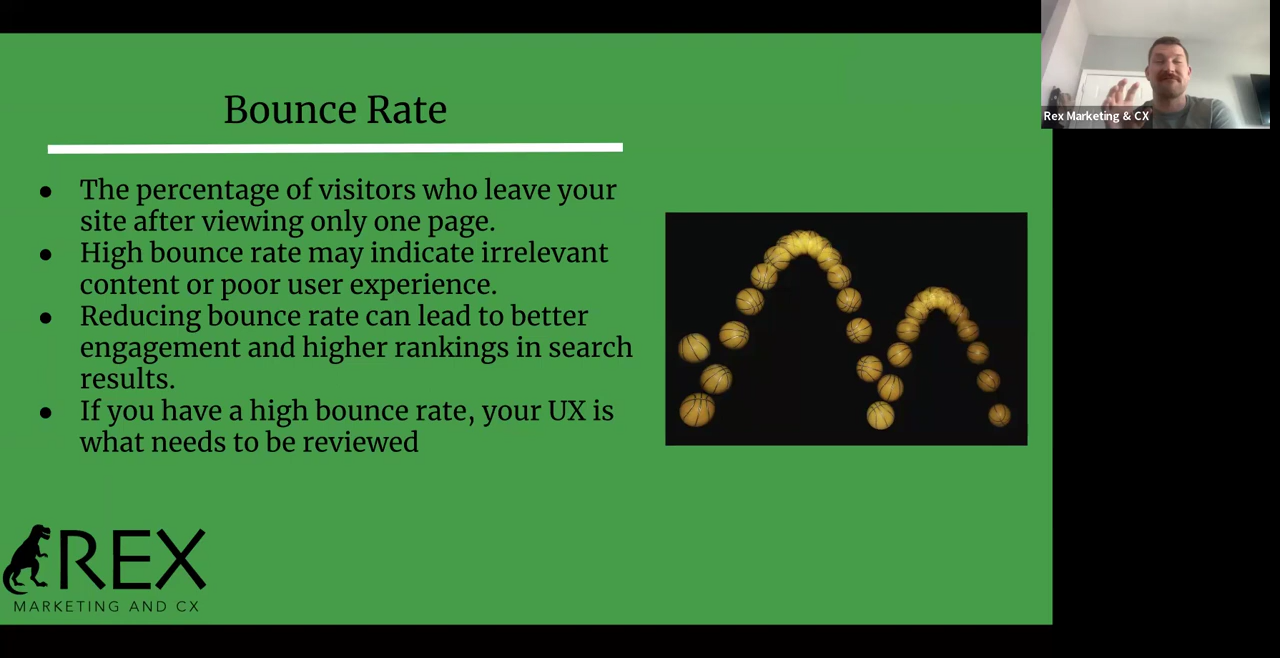 Bounce Rate
● The percentage of visitors who leave your
site after viewing only one page.
● High bounce rate may indicate irrelevant
content or poor user experience.
● Reducing bounce rate can lead to better
engagement and higher rankings in search
results.
● If you have a high bounce rate, your UX is
what needs to be reviewed
REX
MARKETING AND CX
Rex Marketing & CX